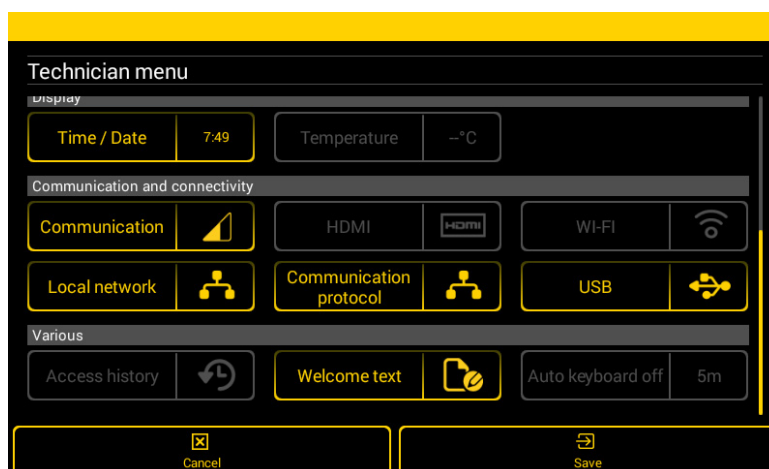 Technician menu
Display
Time / Date 7:49 Temperature --°C
Communication and connectivity
Communication HDMI HDMI WI-FI
Local network Communication protocol USB
Various
Access history Welcome text Auto keyboard off 5m
Cancel Save